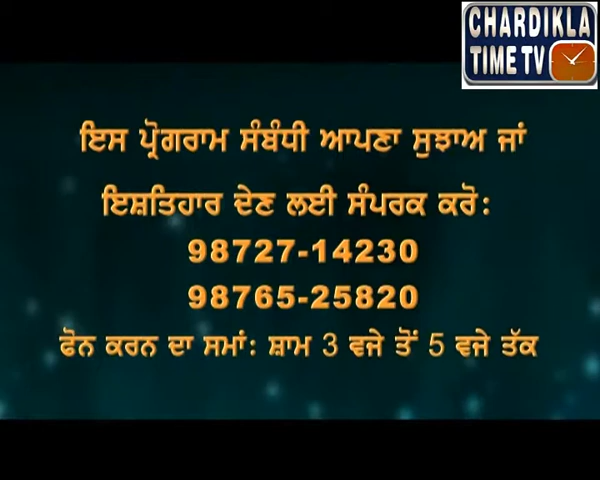 CHARDIKLA
TIME TV
ਇਸ ਪ੍ਰੋਗਰਾਮ ਸੰਬੰਧੀ ਆਪਣਾ ਸੁਝਾਅ ਜਾਂ
ਇਸ਼ਤਿਹਾਰ ਦੇਣ ਲਈ ਸੰਪਰਕ ਕਰੋ:
98727-14230
98765-25820
ਫੋਨ ਕਰਨ ਦਾ ਸਮਾਂ: ਸ਼ਾਮ 3 ਵਜੇ ਤੋਂ 5 ਵਜੇ ਤੱਕ